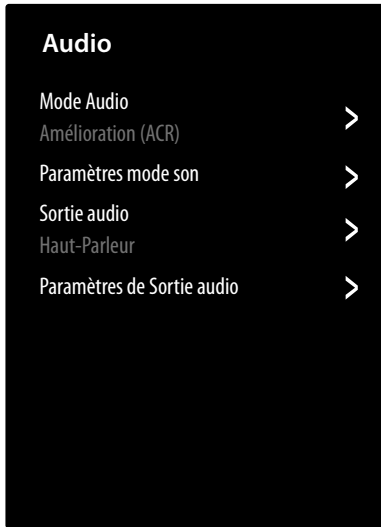 Audio
Mode Audio
Amélioration (ACR)
Paramètres mode son
Sortie audio
Haut-Parleur
Paramètres de Sortie audio